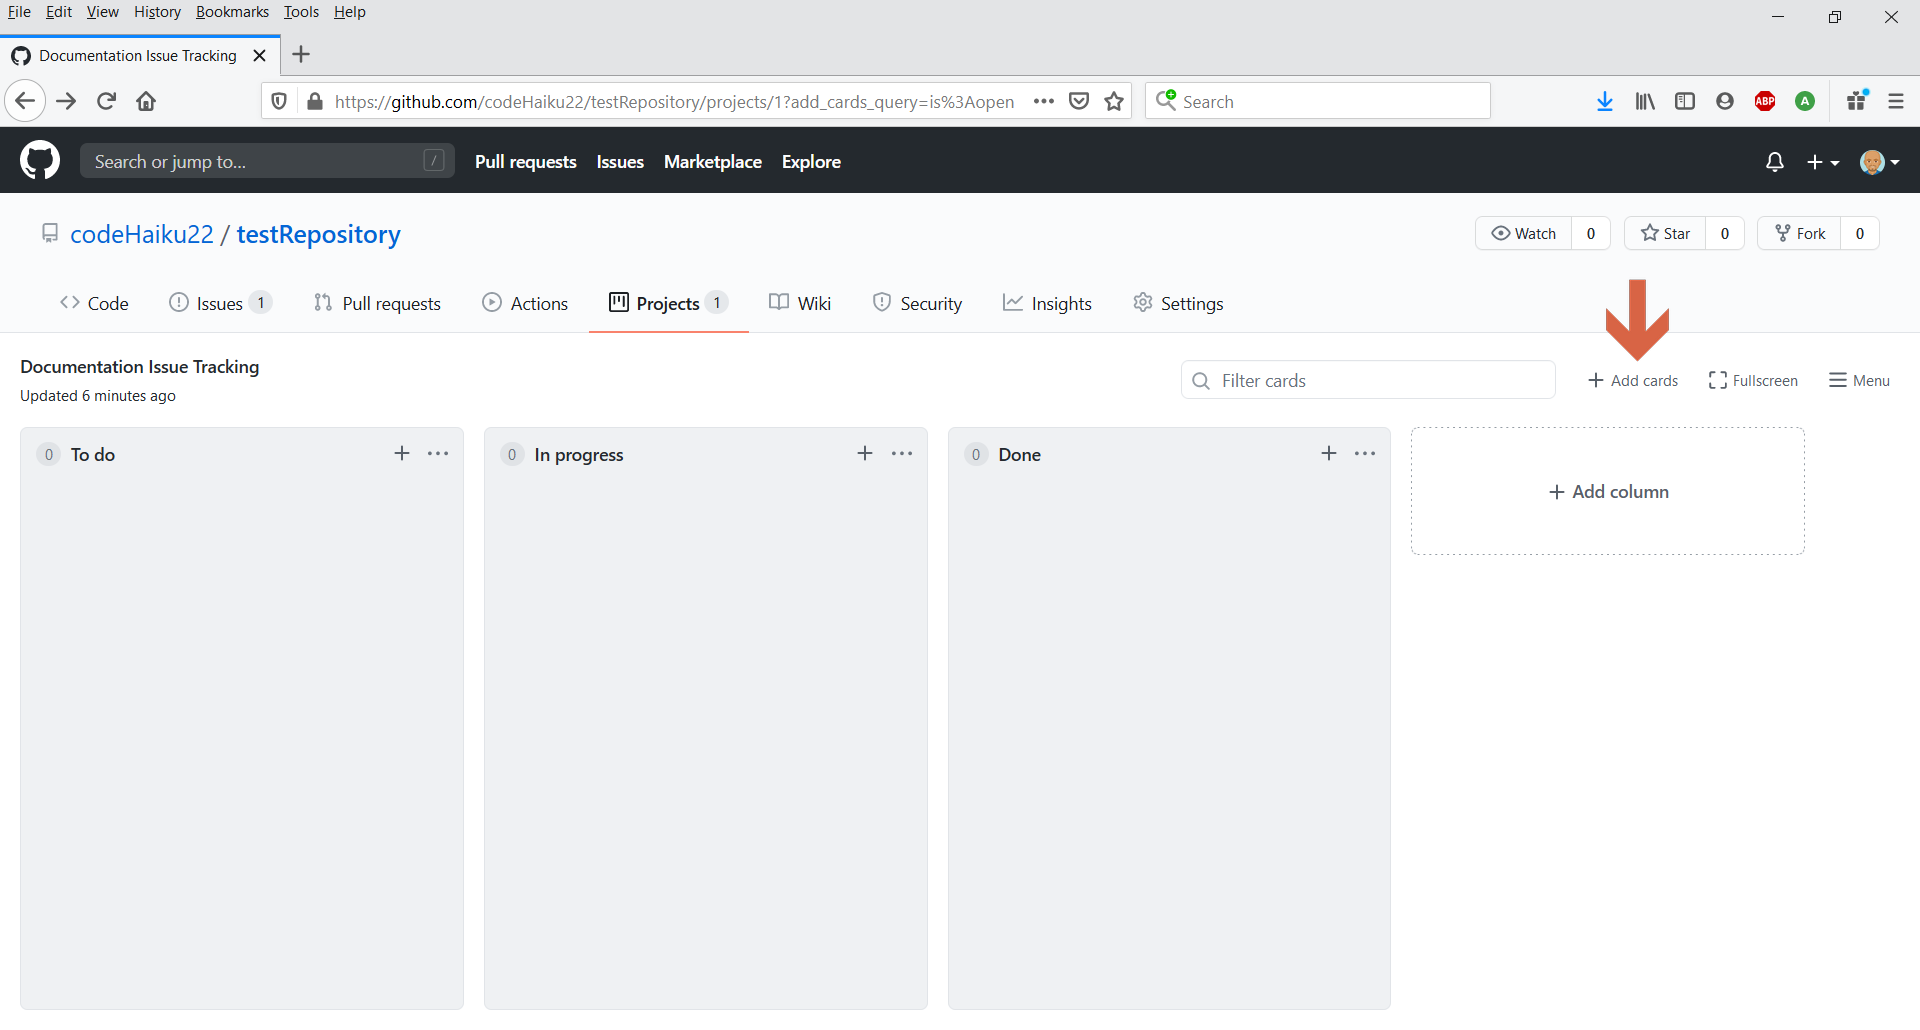 File Edit View History Bookmarks Tools Help
Documentation Issue Tracking
https://github.com/codeHaiku22/testRepository/projects/1?add_cards_query=is%3Aopen
Search
ABP
A
Search or jump to...
/
Pull requests Issues Marketplace Explore
codeHaiku22 / testRepository
Watch 0
Star 0
Fork 0
Code
Issues 1
Pull requests
Actions
Projects 1
Wiki
Security
Insights
Settings
Documentation Issue Tracking
Updated 6 minutes ago
Filter cards
+ Add cards
Fullscreen
Menu
0 To do + ...
0 In progress + ...
0 Done + ...
+ Add column